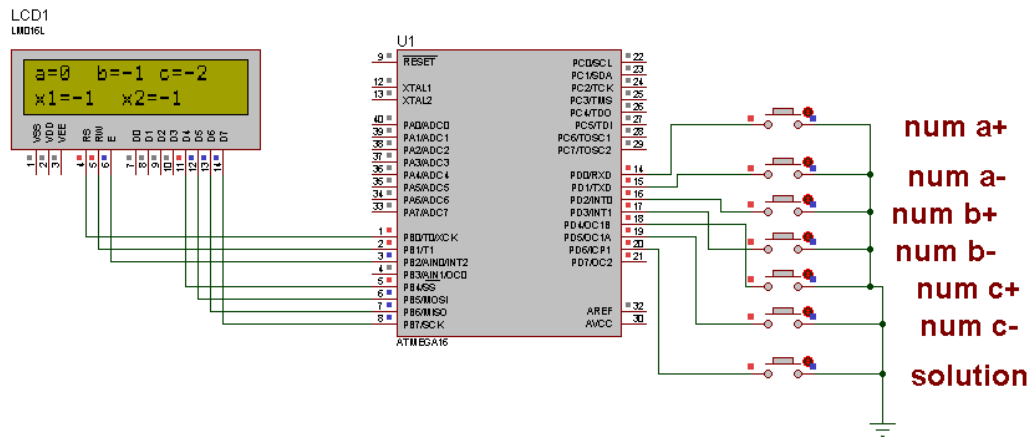 LCD1
LM016L
a=0 b=-1 c=-2
x1=-1 x2=-1
VSS VDD VEE RS RW E D0 D1 D2 D3 D4 D5 D6 D7
1 2 3 4 5 6 7 8 9 10 11 12 13 14
U1
9 RESET
12 XTAL1
13 XTAL2
40 PA0/ADC0
39 PA1/ADC1
38 PA2/ADC2
37 PA3/ADC3
36 PA4/ADC4
35 PA5/ADC5
34 PA6/ADC6
33 PA7/ADC7
1 PB0/T0/XCK
2 PB1/T1
3 PB2/AIN0/INT2
4 PB3/AIN1/OC0
5 PB4/SS
6 PB5/MOSI
7 PB6/MISO
8 PB7/SCK
PC0/SCL 22
PC1/SDA 23
PC2/TCK 24
PC3/TMS 25
PC4/TDO 26
PC5/TDI 27
PC6/TOSC1 28
PC7/TOSC2 29
PD0/RXD 14
PD1/TXD 15
PD2/INT0 16
PD3/INT1 17
PD4/OC1B 18
PD5/OC1A 19
PD6/ICP1 20
PD7/OC2 21
AREF 32
AVCC 30
ATMEGA16
num a+
num a-
num b+
num b-
num c+
num c-
solution